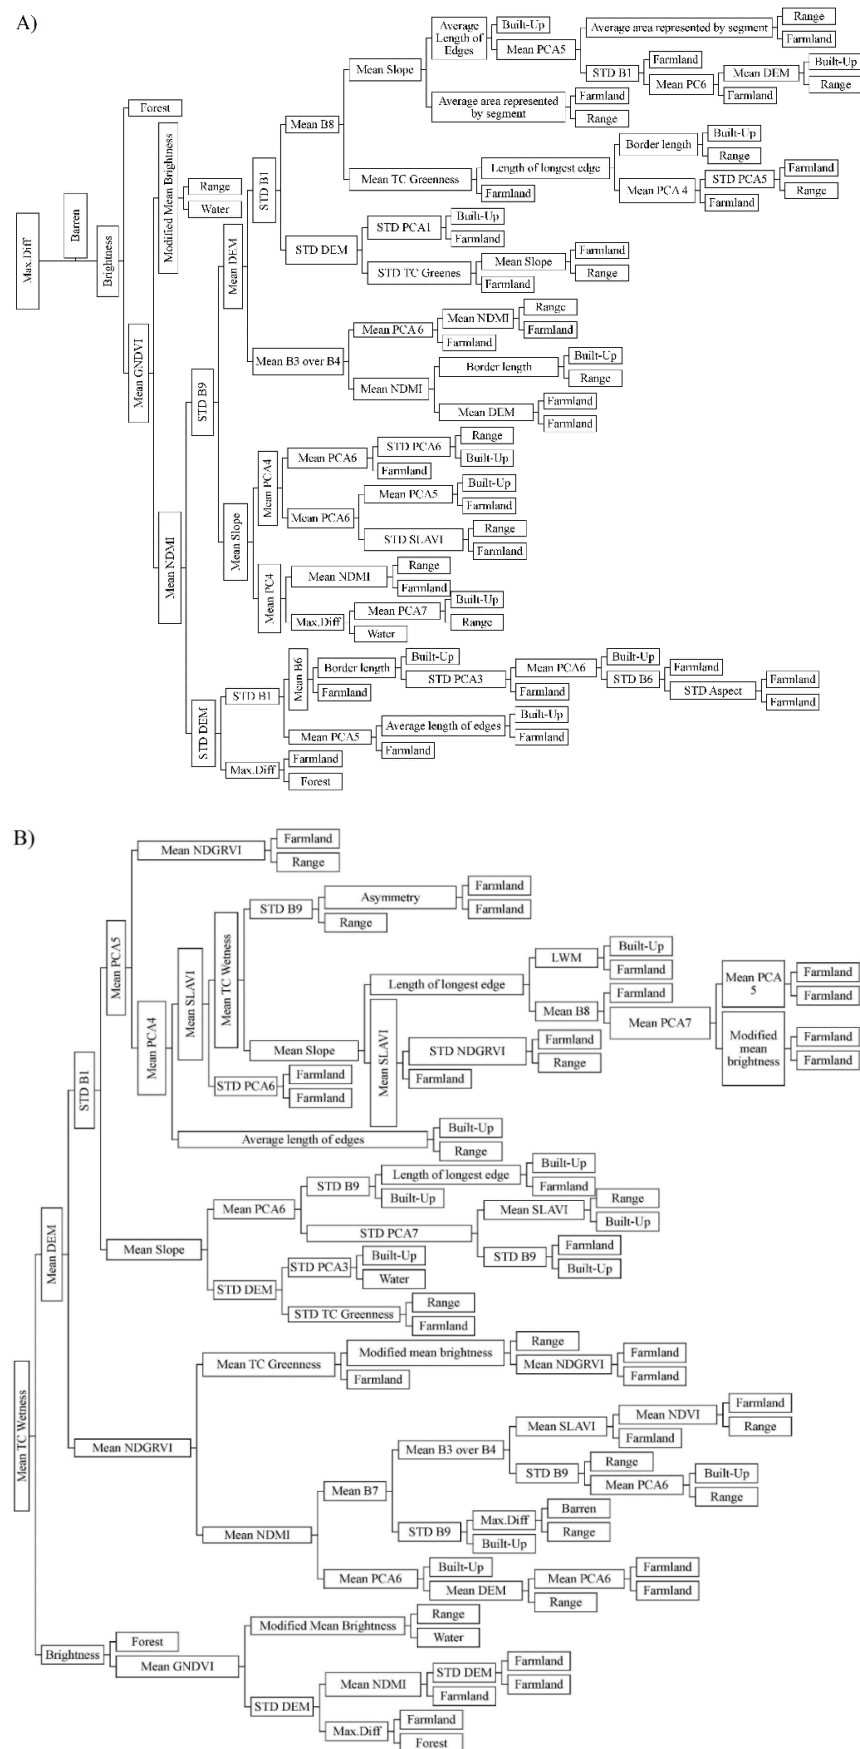 A)
Max.Diff
Barren
Brightness
Forest
Mean GNDVI
Modified Mean Brightness
Range
Water
Mean NDMI
STD B9
Mean DEM
STD B1
Mean B8
Mean Slope
Average
Length of
Edges
Built-Up
Mean PCA5
Average area represented by segment
Range
Farmland
STD B1
Farmland
Mean PC6
Mean DEM
Built-Up
Range
Farmland
Average area represented
by segment
Farmland
Range
Mean TC Greenness
Length of longest edge
Border length
Built-Up
Range
Mean PCA 4
STD PCA5
Farmland
Range
Farmland
Farmland
STD DEM
STD PCA1
Built-Up
Farmland
STD TC Greenes
Mean Slope
Farmland
Range
Farmland
Mean B3 over B4
Mean PCA 6
Mean NDMI
Range
Farmland
Farmland
Mean NDMI
Border length
Built-Up
Range
Mean DEM
Farmland
Farmland
Mean Slope
Mean PCA4
Mean PCA6
STD PCA6
Range
Built-Up
Farmland
Mean PCA6
Mean PCA5
Built-Up
Farmland
STD SLAVI
Range
Farmland
Mean PC4
Mean NDMI
Range
Farmland
Max.Diff
Mean PCA7
Built-Up
Range
Water
STD DEM
STD B1
Mean B6
Border length
Built-Up
STD PCA3
Mean PCA6
Built-Up
STD B6
Farmland
STD Aspect
Farmland
Farmland
Farmland
Farmland
Mean PCA5
Average length of edges
Built-Up
Farmland
Farmland
Max.Diff
Farmland
Forest
B)
Mean TC Wetness
Mean DEM
STD B1
Mean PCA5
Mean NDGRVI
Farmland
Range
Mean PCA4
Mean SLAVI
Mean TC Wetness
STD B9
Asymmetry
Farmland
Farmland
Range
Mean Slope
Length of longest edge
LWM
Built-Up
Farmland
Mean B8
Farmland
Mean PCA7
Mean PCA
5
Farmland
Farmland
Modified
mean
brightness
Farmland
Farmland
Mean SLAVI
STD NDGRVI
Farmland
Range
Farmland
STD PCA6
Farmland
Farmland
Average length of edges
Built-Up
Range
Mean Slope
Mean PCA6
STD B9
Length of longest edge
Built-Up
Farmland
Built-Up
STD PCA7
Mean SLAVI
Range
Built-Up
STD B9
Farmland
Built-Up
STD DEM
STD PCA3
Built-Up
Water
STD TC Greenness
Range
Farmland
Mean NDGRVI
Mean TC Greenness
Modified mean brightness
Range
Mean NDGRVI
Farmland
Farmland
Farmland
Mean NDMI
Mean B7
Mean B3 over B4
Mean SLAVI
Mean NDVI
Farmland
Range
Farmland
STD B9
Range
Mean PCA6
Built-Up
Range
STD B9
Max.Diff
Barren
Range
Built-Up
Mean PCA6
Built-Up
Mean DEM
Mean PCA6
Farmland
Farmland
Range
Brightness
Forest
Mean GNDVI
Modified Mean Brightness
Range
Water
STD DEM
Mean NDMI
STD DEM
Farmland
Farmland
Farmland
Max.Diff
Farmland
Forest